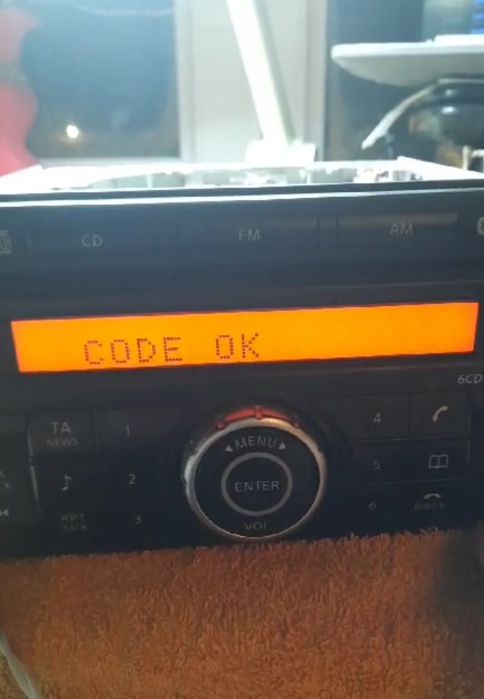 CD FM AM
CODE OK
6CD
TA NEWS 1 4
MENU
2 ENTER 5
RPT MIX 3 VOL 6 BACK